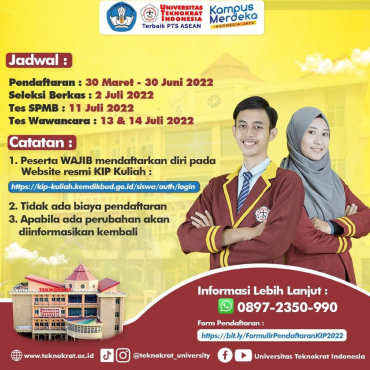 UNIVERSITAS
TEKNOKRAT
INDONESIA
Terbaik PTS ASEAN
Kampus
Merdeka
INDONESIA JAYA
Jadwal :
Pendaftaran : 30 Maret - 30 Juni 2022
Seleksi Berkas : 2 Juli 2022
Tes SPMB : 11 Juli 2022
Tes Wawancara : 13 & 14 Juli 2022
Catatan :
1. Peserta WAJIB mendaftarkan diri pada
Website resmi KIP Kuliah :
https://kip-kuliah.kemdikbud.go.id/siswa/auth/login
2. Tidak ada biaya pendaftaran
3. Apabila ada perubahan akan
diinformasikan kembali
TEKNOKRAT
Informasi Lebih Lanjut :
0897-2350-990
Form Pendaftaran :
https://bit.ly/FormulirPendaftaranKIP2022
www.teknokrat.ac.id
@teknokrat_university
Universitas Teknokrat Indonesia